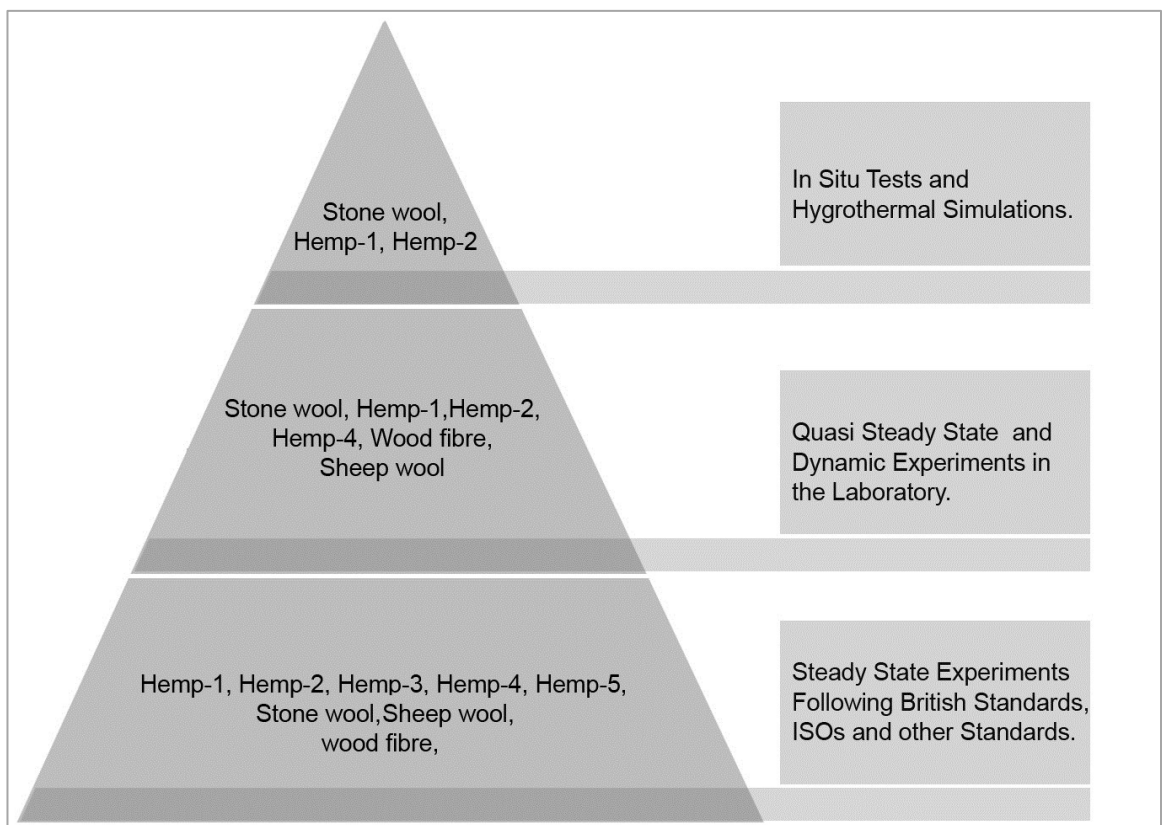 Stone wool,
Hemp-1, Hemp-2
In Situ Tests and
Hygrothermal Simulations.
Stone wool, Hemp-1,Hemp-2,
Hemp-4, Wood fibre,
Sheep wool
Quasi Steady State and
Dynamic Experiments in
the Laboratory.
Hemp-1, Hemp-2, Hemp-3, Hemp-4, Hemp-5,
Stone wool,Sheep wool,
wood fibre,
Steady State Experiments
Following British Standards,
ISOs and other Standards.